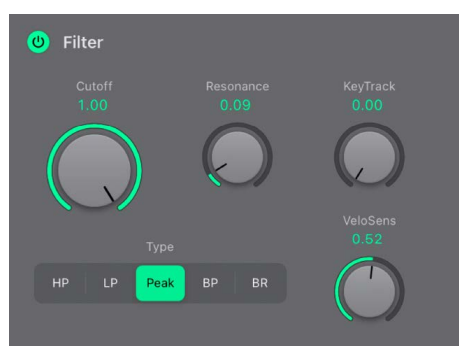 Filter
Cutoff
1.00
Resonance
0.09
KeyTrack
0.00
VeloSens
0.52
Type
HP LP Peak BP BR